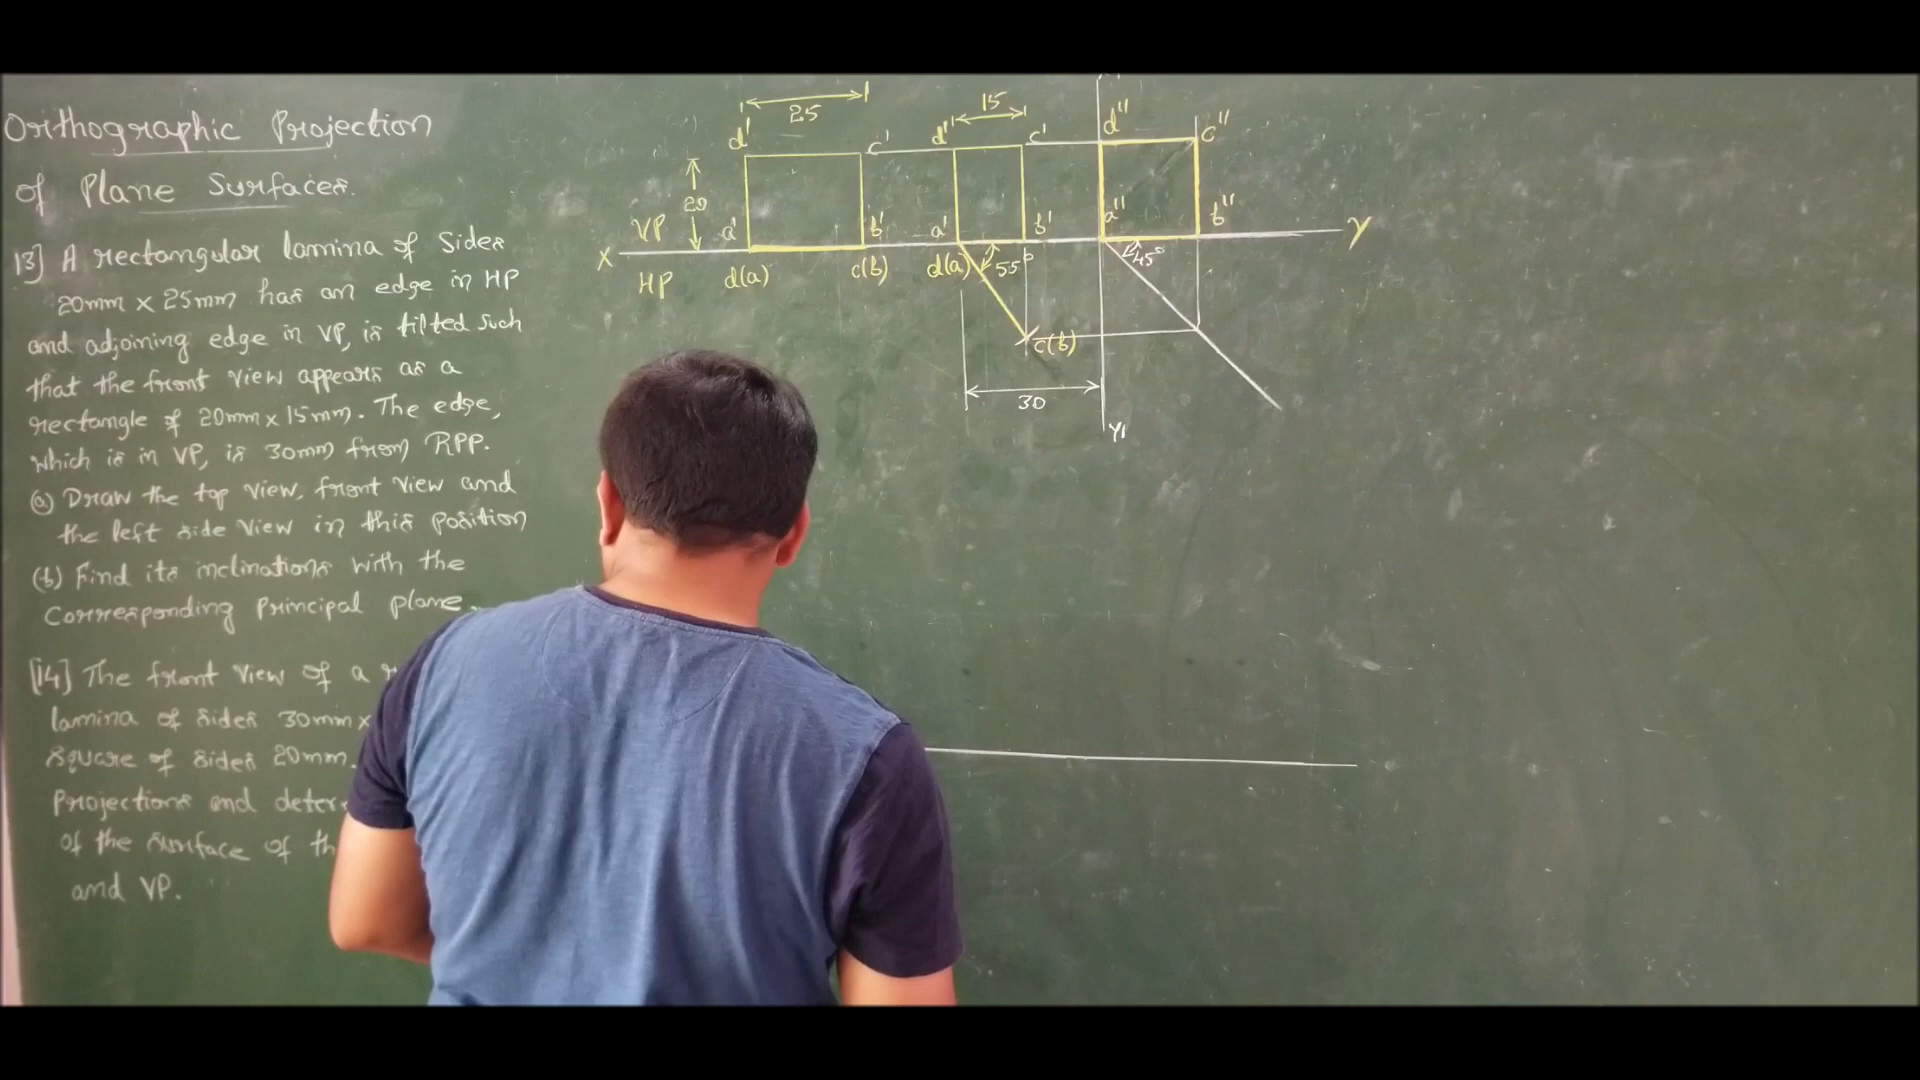 Orthographic Projection
of Plane Surfaces.
13] A rectangular lamina of sides
20mm x 25mm has an edge in HP
and adjoining edge in VP, is tilted such
that the front view appears as a
rectangle of 20mm x 15mm. The edge,
which is in VP, is 30mm from RPP.
(a) Draw the top view, front view and
the left side view in this position
(b) Find its inclinations with the
corresponding principal plane.
[14] The front view of a
lamina of sides 30mm x
square of sides 20mm.
projections and deter
of the surface of th
and VP.
25
15
d' c' d' c' d" c"
20
VP a' b' a' b' a" b"
X Y
HP d(a) c(b) d(a) 55° 45°
c(b)
30
Y1